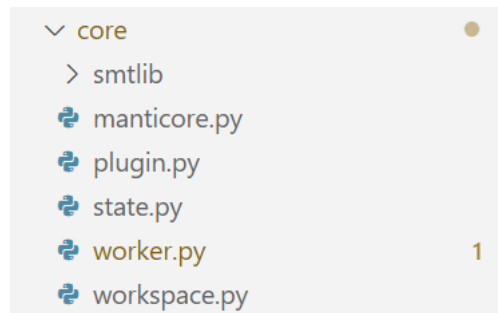 core
smtlib
manticore.py
plugin.py
state.py
worker.py 1
workspace.py